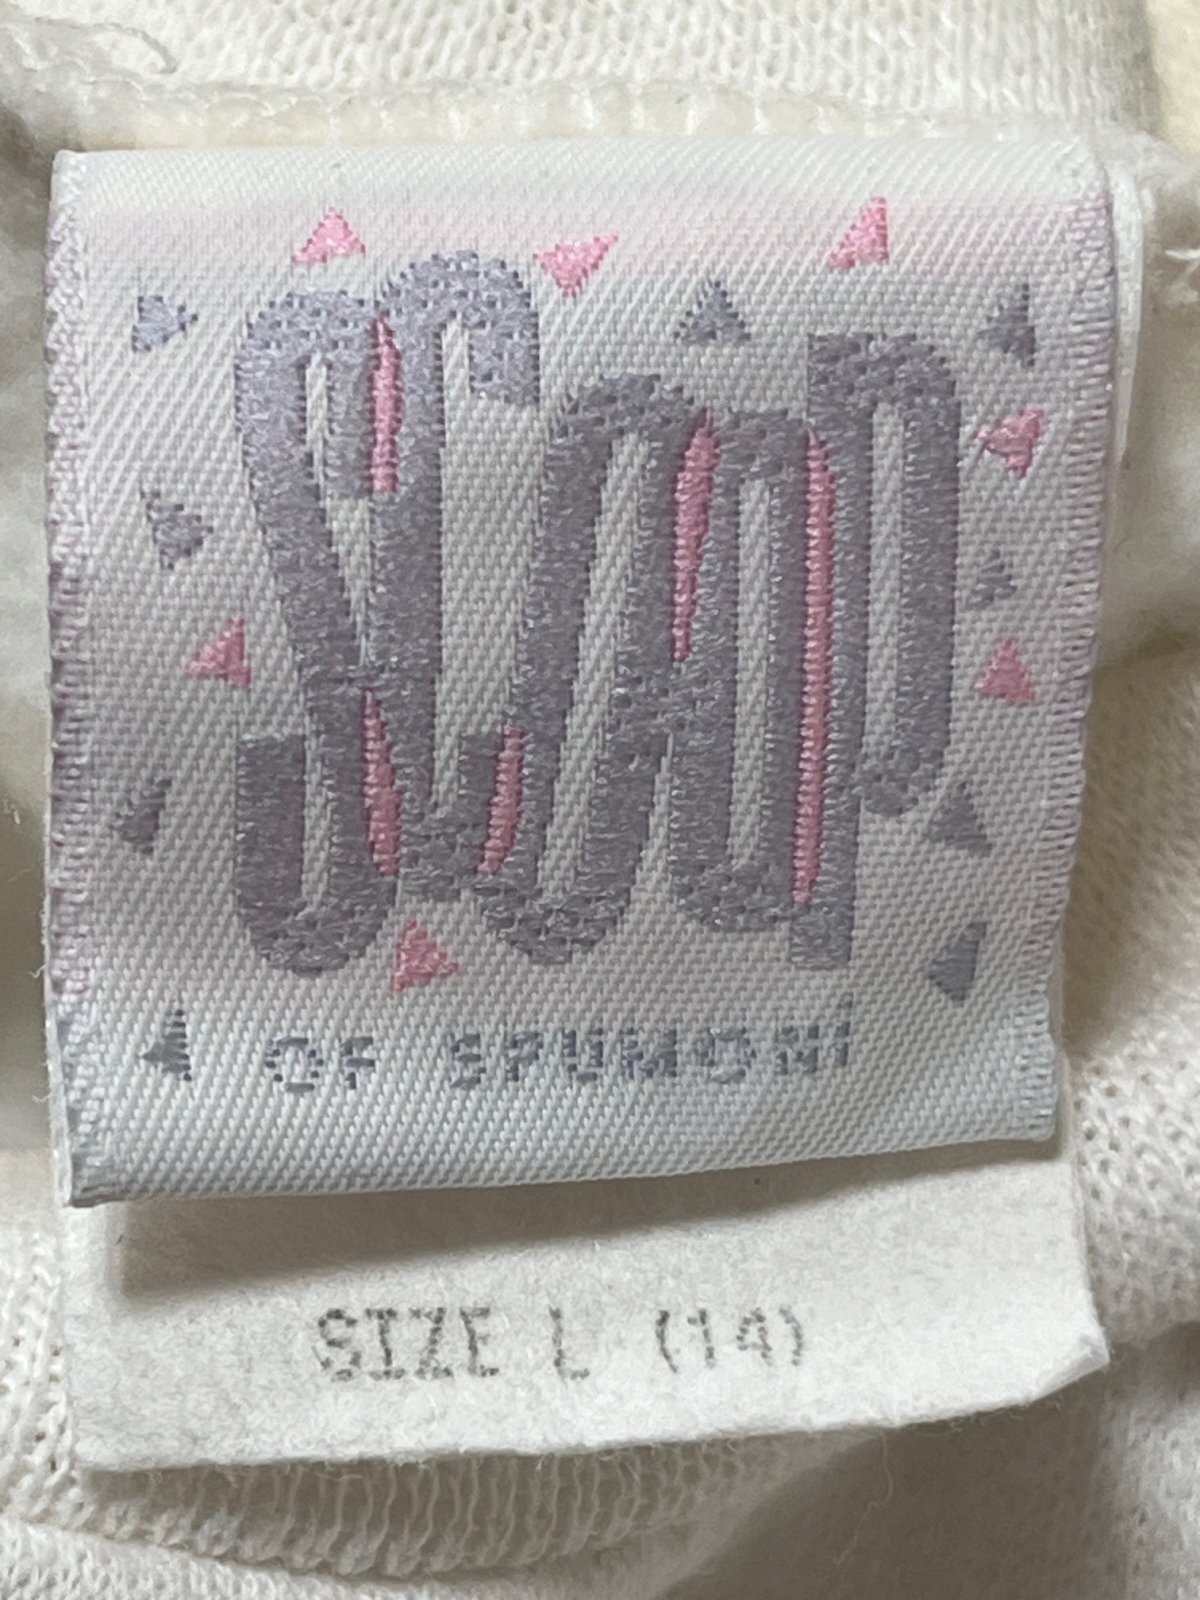 Scoop
OF SPUMONi
SIZE L (14)